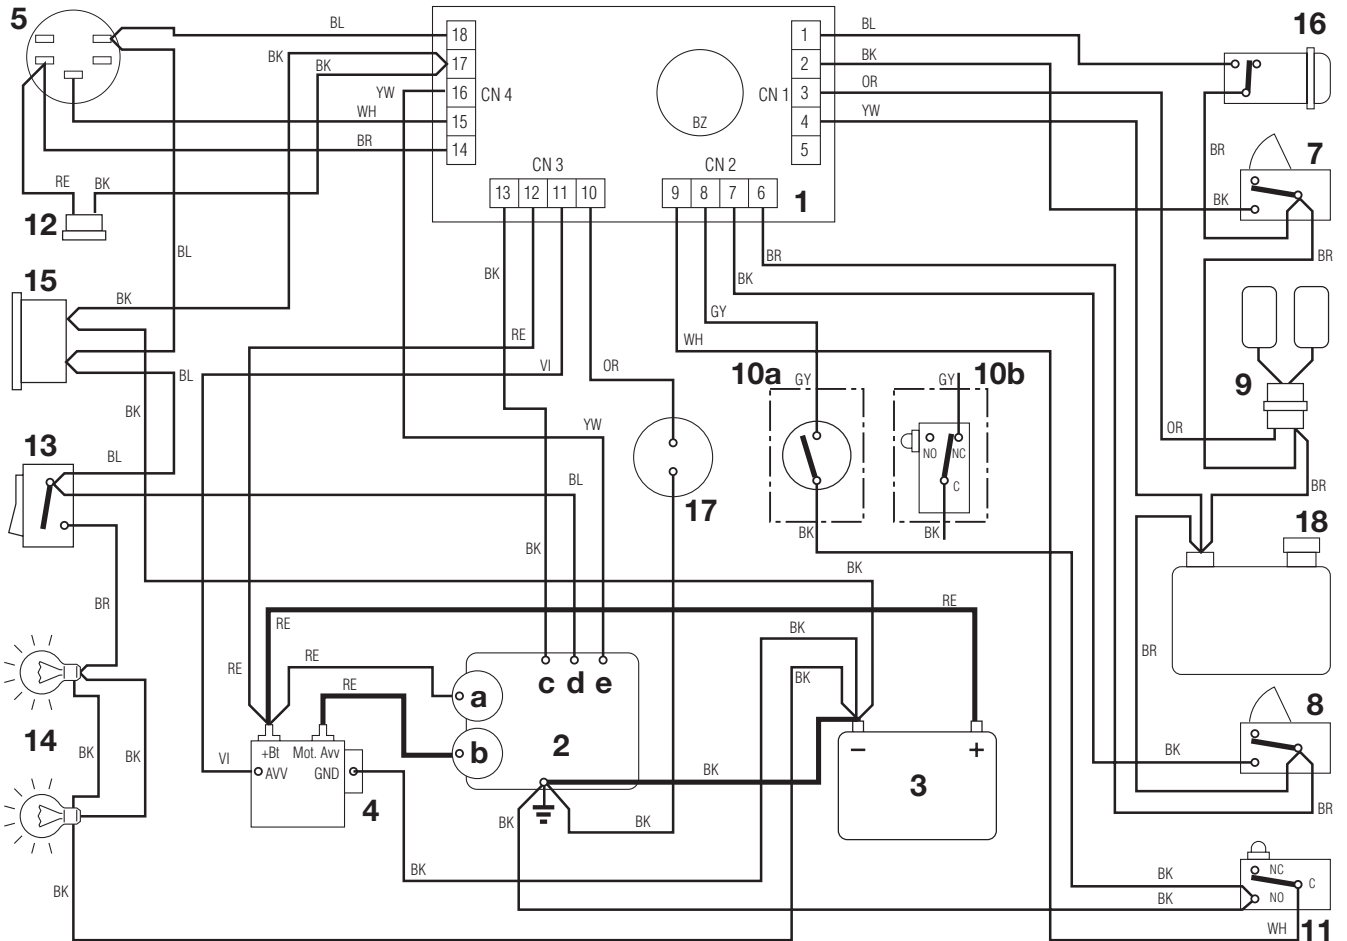 5
BL
18
17
16
15
14
CN 4
BK
BK
YW
WH
BR
BZ
CN 1
1
2
3
4
5
BL
BK
OR
YW
16
CN 3
13 12 11 10
CN 2
9 8 7 6
1
RE
BK
12
BL
BR
BK
7
BR
15
BK
BK
RE
VI
OR
BR
BK
GY
WH
BL
BK
10a
GY
GY
10b
NO
NC
C
BK
BK
9
OR
BR
13
BL
YW
BL
17
18
BK
BK
BR
RE
RE
RE
RE
RE
BK
BK
BR
14
BK
BK
c d e
a
b
2
VI
+Bt
Mot. Avv
AVV
GND
4
BK
– +
3
BK
BK
BK
8
BK
BR
BK
BK
BK
NC
C
NO
WH
11